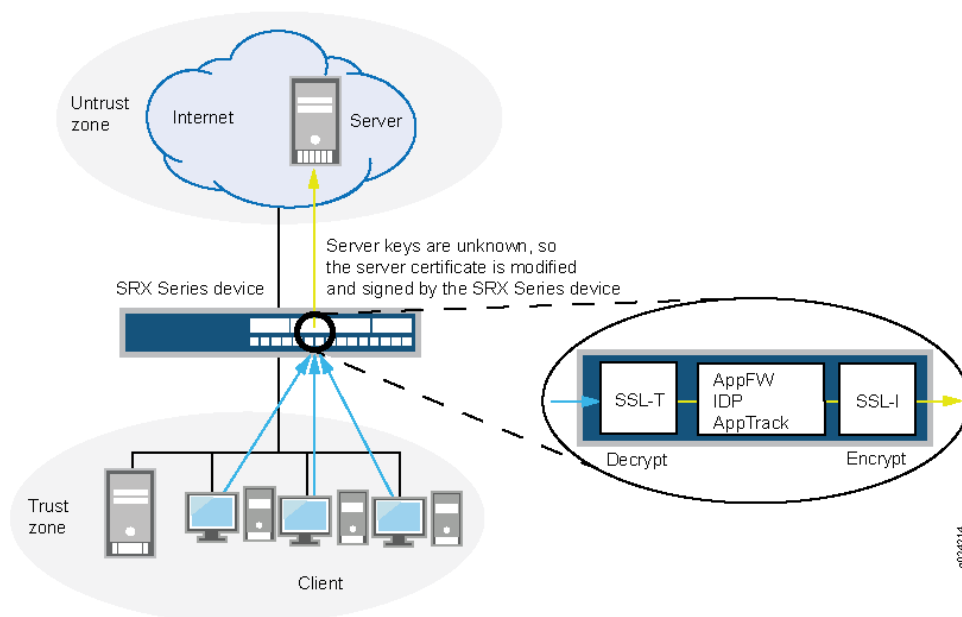 Untrust
zone
Internet
Server
Server keys are unknown, so
the server certificate is modified
and signed by the SRX Series device
SRX Series device
SSL-T
AppFW
IDP
AppTrack
SSL-I
Decrypt
Encrypt
Trust
zone
Client
g034214